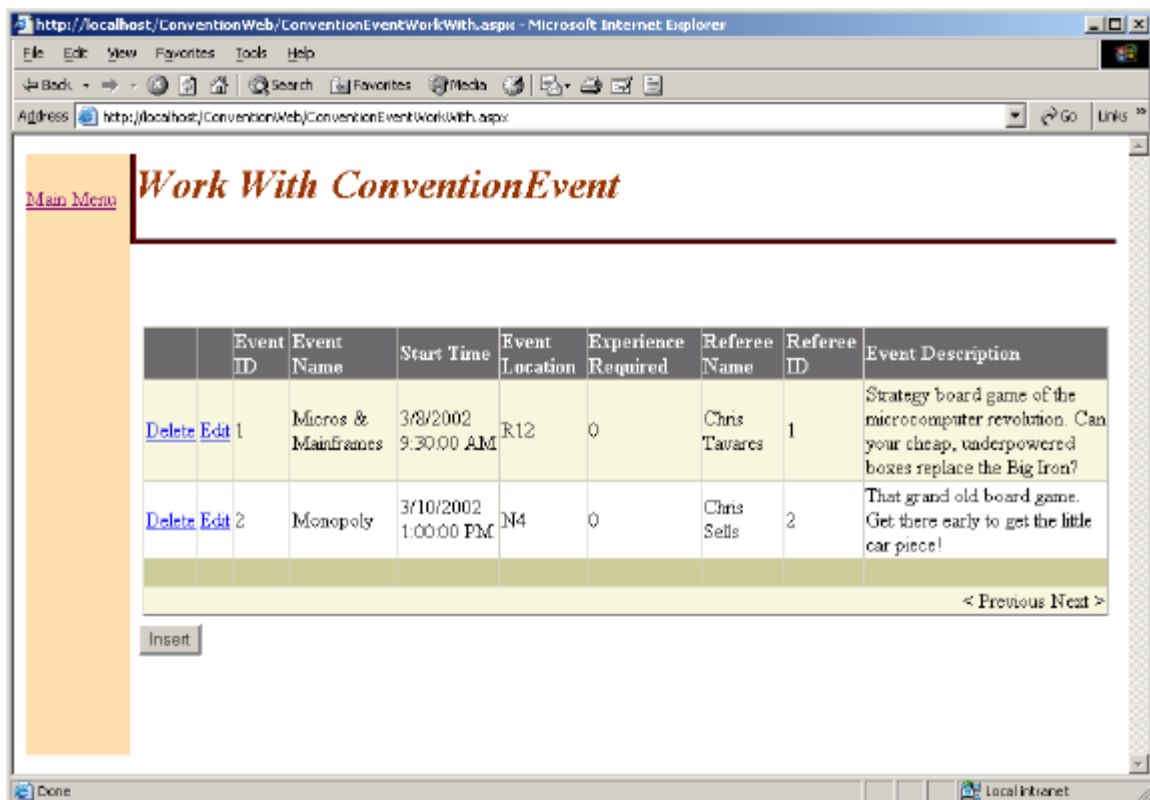 http://localhost/ConventionWeb/ConventionEventWorkWith.aspx - Microsoft Internet Explorer
File Edit View Favorites Tools Help
Back Search Favorites Media
Address http://localhost/ConventionWeb/ConventionEventWorkWith.aspx Go Links »
Main Menu
Work With ConventionEvent
Event ID Event Name Start Time Event Location Experience Required Referee Name Referee ID Event Description
Delete Edit 1 Micros & Mainframes 3/8/2002 9:30:00 AM R12 0 Chris Tavares 1 Strategy board game of the
microcomputer revolution. Can
your cheap, underpowered
boxes replace the Big Iron?
Delete Edit 2 Monopoly 3/10/2002 1:00:00 PM N4 0 Chris Sells 2 That grand old board game.
Get there early to get the little
car piece!
< Previous Next >
Insert
Done Local intranet